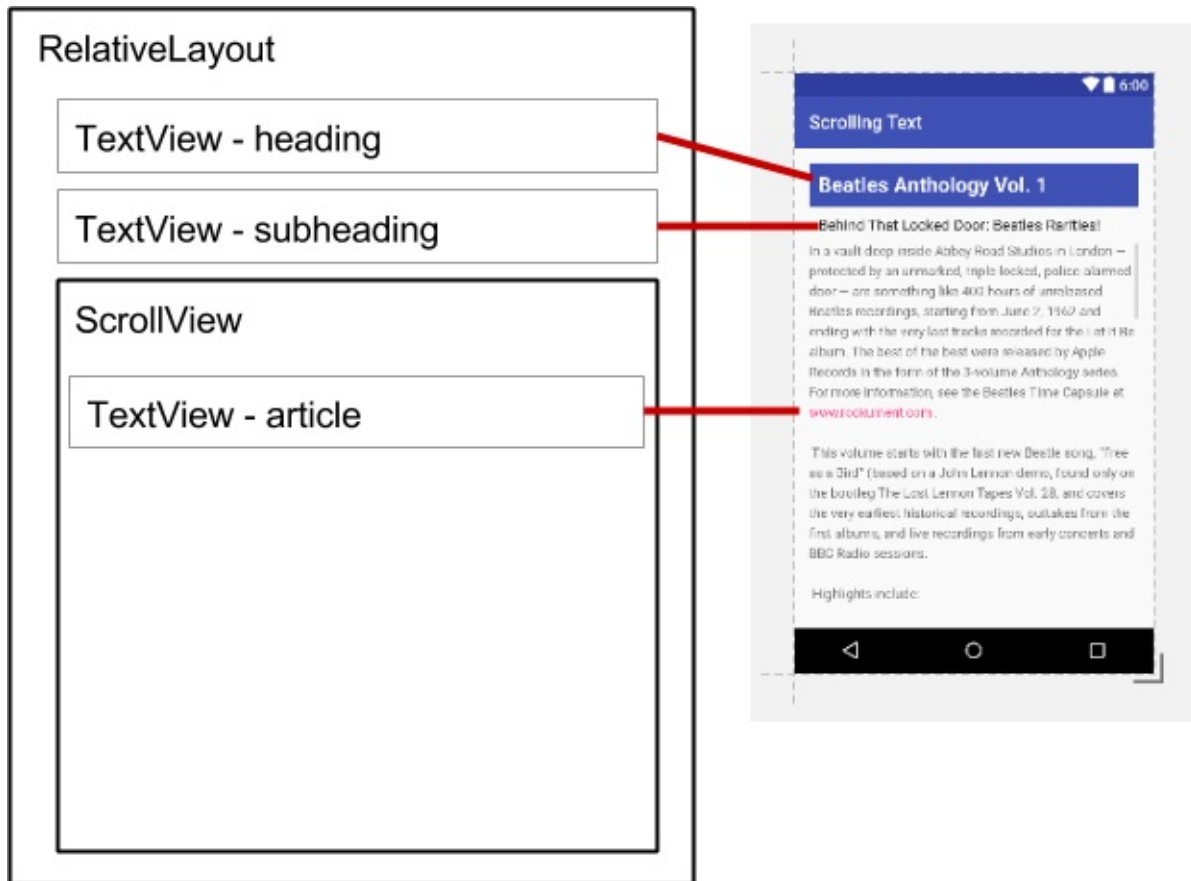 RelativeLayout
TextView - heading
TextView - subheading
ScrollView
TextView - article
6:00
Scrolling Text
Beatles Anthology Vol. 1
Behind That Locked Door: Beatles Rarities!
In a vault deep inside Abbey Road Studios in London —
protected by an unmarked, triple locked, police alarmed
door — are something like 400 hours of unreleased
Beatles recordings, starting from June 2, 1962 and
ending with the very last tracks recorded for the Let It Be
album. The best of the best were released by Apple
Records in the form of the 3-volume Anthology series.
For more information, see the Beatles Time Capsule at
www.rockument.com.
This volume starts with the first new Beatle song, "Free
as a Bird" (based on a John Lennon demo, found only on
the bootleg The Lost Lennon Tapes Vol. 28, and covers
the very earliest historical recordings, outtakes from the
first albums, and live recordings from early concerts and
BBC Radio sessions.
Highlights include: